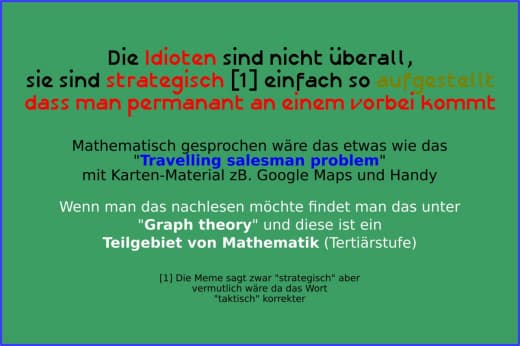 Die Idioten sind nicht überall,
sie sind strategisch [1] einfach so aufgestellt
dass man permanant an einem vorbei kommt
Mathematisch gesprochen wäre das etwas wie das
"Travelling salesman problem"
mit Karten-Material zB. Google Maps und Handy
Wenn man das nachlesen möchte findet man das unter
"Graph theory" und diese ist ein
Teilgebiet von Mathematik (Tertiärstufe)
[1] Die Meme sagt zwar "strategisch" aber
vermutlich wäre da das Wort
"taktisch" korrekter